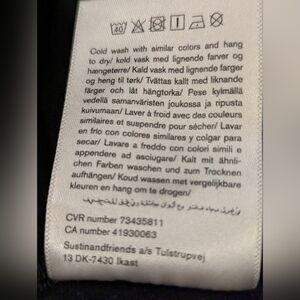 40
Cold wash with similar colors and hang
to dry/ kold vask med lignende farver og
hængetørre/ Kald vask med lignende farger
og heng til tørk/ Tvättas kallt med liknande
färger och låt hängtorka/ Pese kylmällä
vedellä samanväristen joukossa ja ripusta
kuivumaan/ Laver à froid avec des couleurs
similaires et suspendre pour sécher/ Lavar
en frío con colores similares y colgar para
secar/ Lavare a freddo con colori simili e
appendere ad asciugare/ Kalt mit ähnli-
chen Farben waschen und zum Trocknen
aufhängen/ Koud wassen met vergelijkbare
kleuren en hang om te drogen/
CVR number 73435811
CA number 41930063
Sustinandfriends a/s Tulstrupvej
13 DK-7430 Ikast